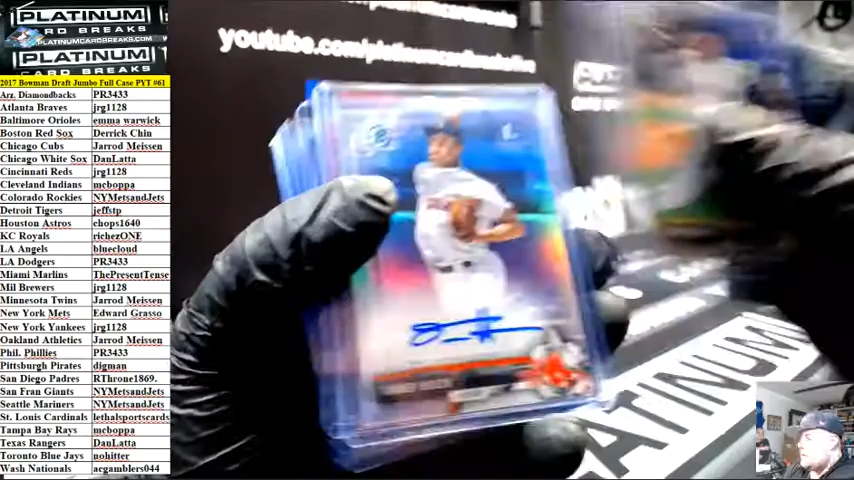 PLATINUM
CARD BREAKS
PLATINUMCARDBREAKS.COM
PLATINUM
CARD BREAKS
youtube.com/platinumcardbreakslive
2017 Bowman Draft Jumbo Full Case PYT #61
Arz. Diamondbacks PR3433
Atlanta Braves jrg1128
Baltimore Orioles emma warwick
Boston Red Sox Derrick Chin
Chicago Cubs Jarrod Meissen
Chicago White Sox DanLatta
Cincinnati Reds jrg1128
Cleveland Indians mcboppa
Colorado Rockies NYMetsandJets
Detroit Tigers jeffstp
Houston Astros chops1640
KC Royals richezONE
LA Angels bluecloud
LA Dodgers PR3433
Miami Marlins ThePresentTense
Mil Brewers jrg1128
Minnesota Twins Jarrod Meissen
New York Mets Edward Grasso
New York Yankees jrg1128
Oakland Athletics Jarrod Meissen
Phil. Phillies PR3433
Pittsburgh Pirates digman
San Diego Padres RThrone1869.
San Fran Giants NYMetsandJets
Seattle Mariners NYMetsandJets
St. Louis Cardinals lethalsportscards
Tampa Bay Rays mcboppa
Texas Rangers DanLatta
Toronto Blue Jays nohitter
Wash Nationals acgamblers044
PLATINUM